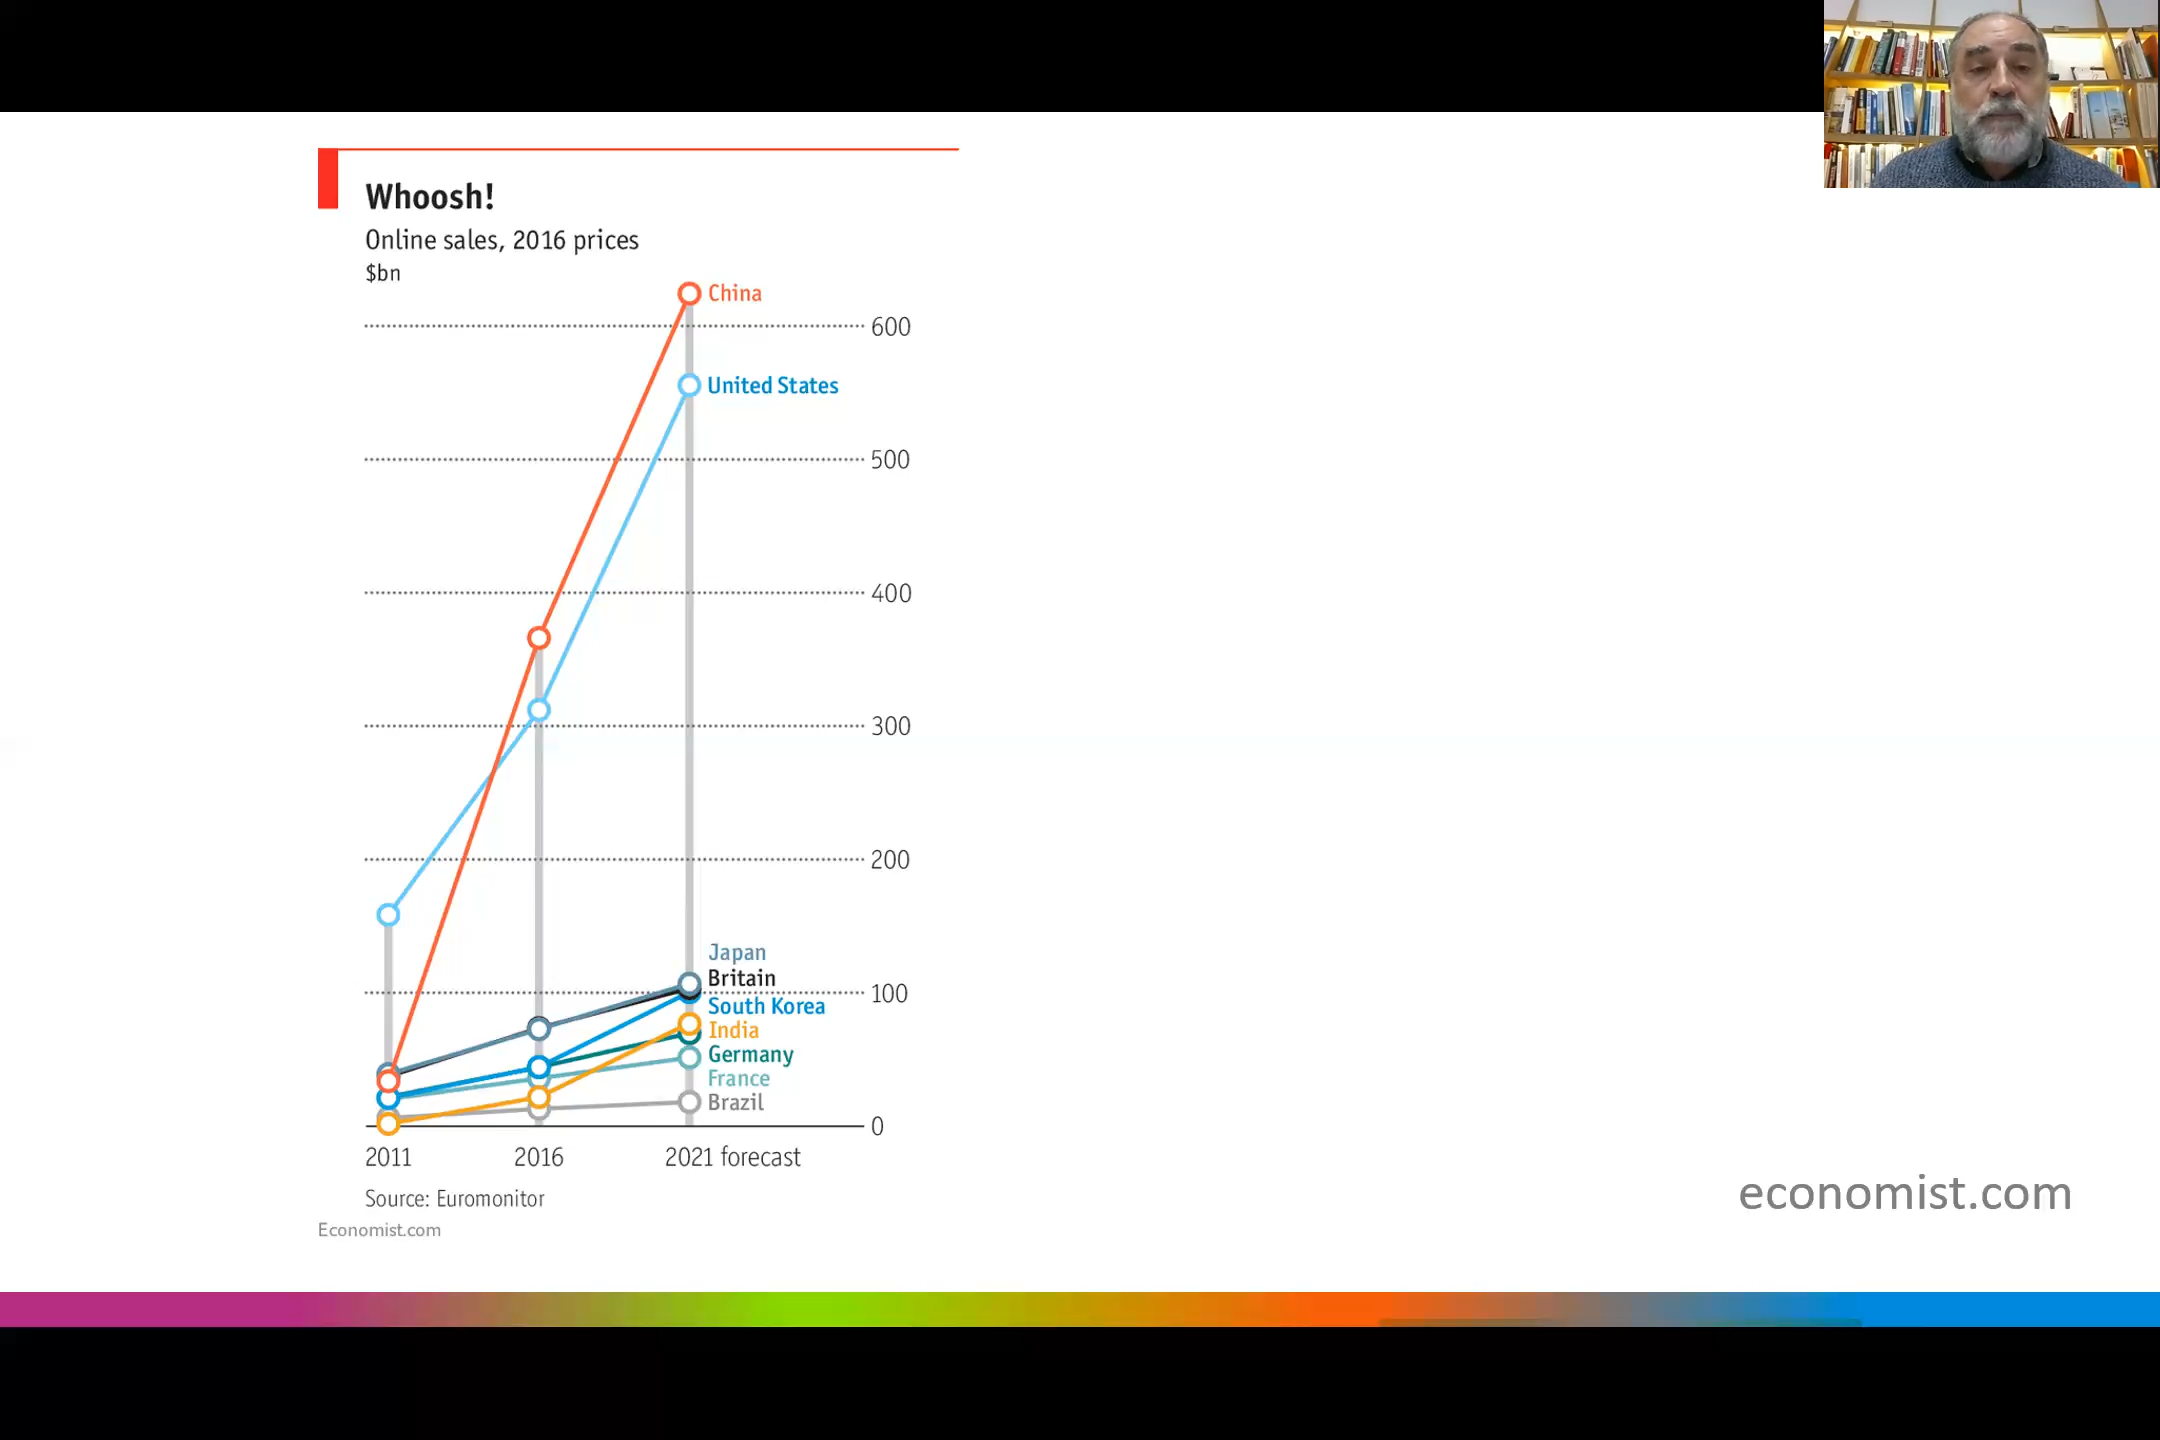 Whoosh!
Online sales, 2016 prices
$bn
China
600
United States
500
400
300
200
Japan
Britain
100
South Korea
India
Germany
France
Brazil
0
2011
2016
2021 forecast
Source: Euromonitor
Economist.com
economist.com